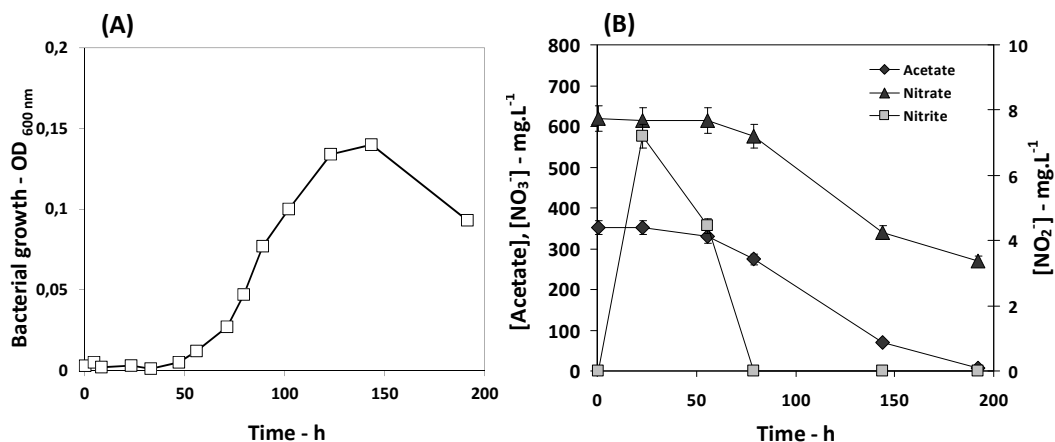 (A)
Bacterial growth - OD600 nm
0,2
0,15
0,1
0,05
0
0 50 100 150 200
Time - h
(B)
[Acetate], [NO₃⁻] - mg.L⁻¹
800
700
600
500
400
300
200
100
0
Acetate
Nitrate
Nitrite
10
8
6
4
2
0
[NO₂⁻] - mg.L⁻¹
0 50 100 150 200
Time - h